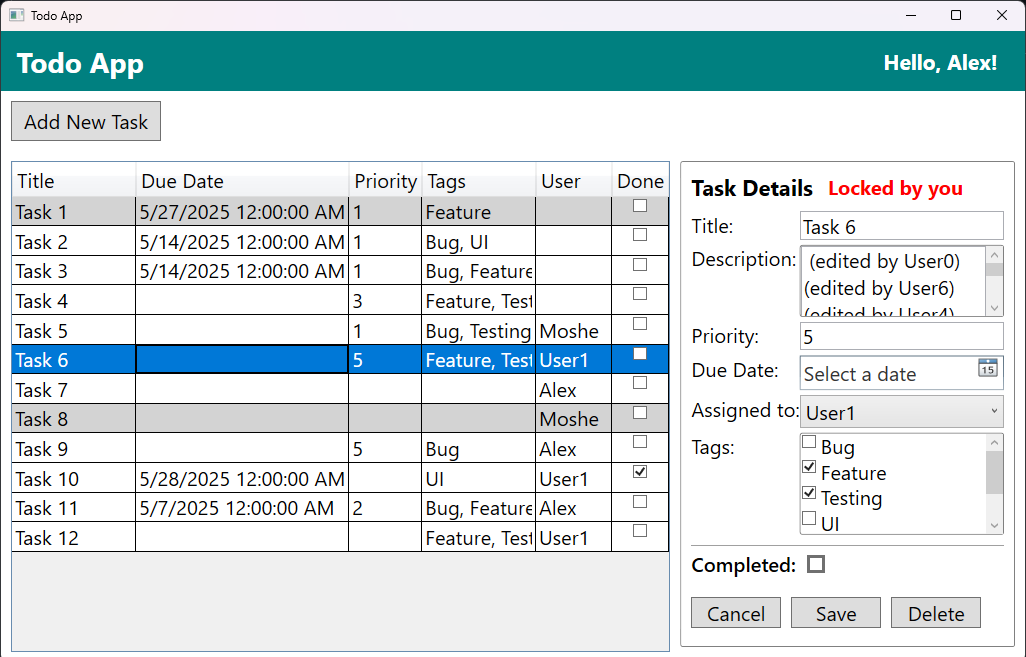 Todo App
Todo App
Hello, Alex!
Add New Task
Title Due Date Priority Tags User Done
Task 1 5/27/2025 12:00:00 AM 1 Feature
Task 2 5/14/2025 12:00:00 AM 1 Bug, UI
Task 3 5/14/2025 12:00:00 AM 1 Bug, Feature
Task 4 3 Feature, Test
Task 5 1 Bug, Testing Moshe
Task 6 5 Feature, Test User1
Task 7 Alex
Task 8 Moshe
Task 9 5 Bug Alex
Task 10 5/28/2025 12:00:00 AM UI User1
Task 11 5/7/2025 12:00:00 AM 2 Bug, Feature Alex
Task 12 Feature, Test User1
Task Details Locked by you
Title: Task 6
Description: (edited by User0)
(edited by User6)
(edited by User4)
Priority: 5
Due Date: Select a date 15
Assigned to: User1
Tags: Bug
Feature
Testing
UI
Completed:
Cancel Save Delete